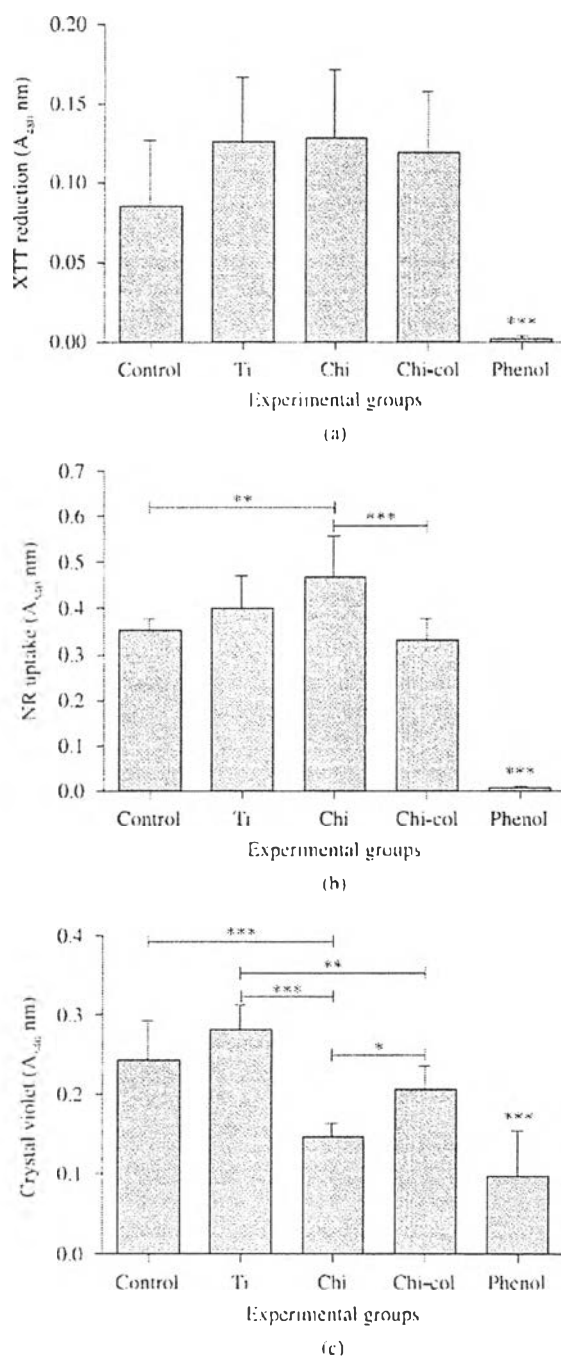 XTT reduction (A₄₈₀ nm)
0.20
0.15
0.10
0.05
0.00
***
Control Ti Chi Chi-col Phenol
Experimental groups
(a)
NR uptake (A₅₄₀ nm)
0.7
0.6
0.5
0.4
0.3
0.2
0.1
0.0
**
***
***
Control Ti Chi Chi-col Phenol
Experimental groups
(b)
Crystal violet (A₅₄₀ nm)
0.4
0.3
0.2
0.1
0.0
***
**
***
*
***
Control Ti Chi Chi-col Phenol
Experimental groups
(c)